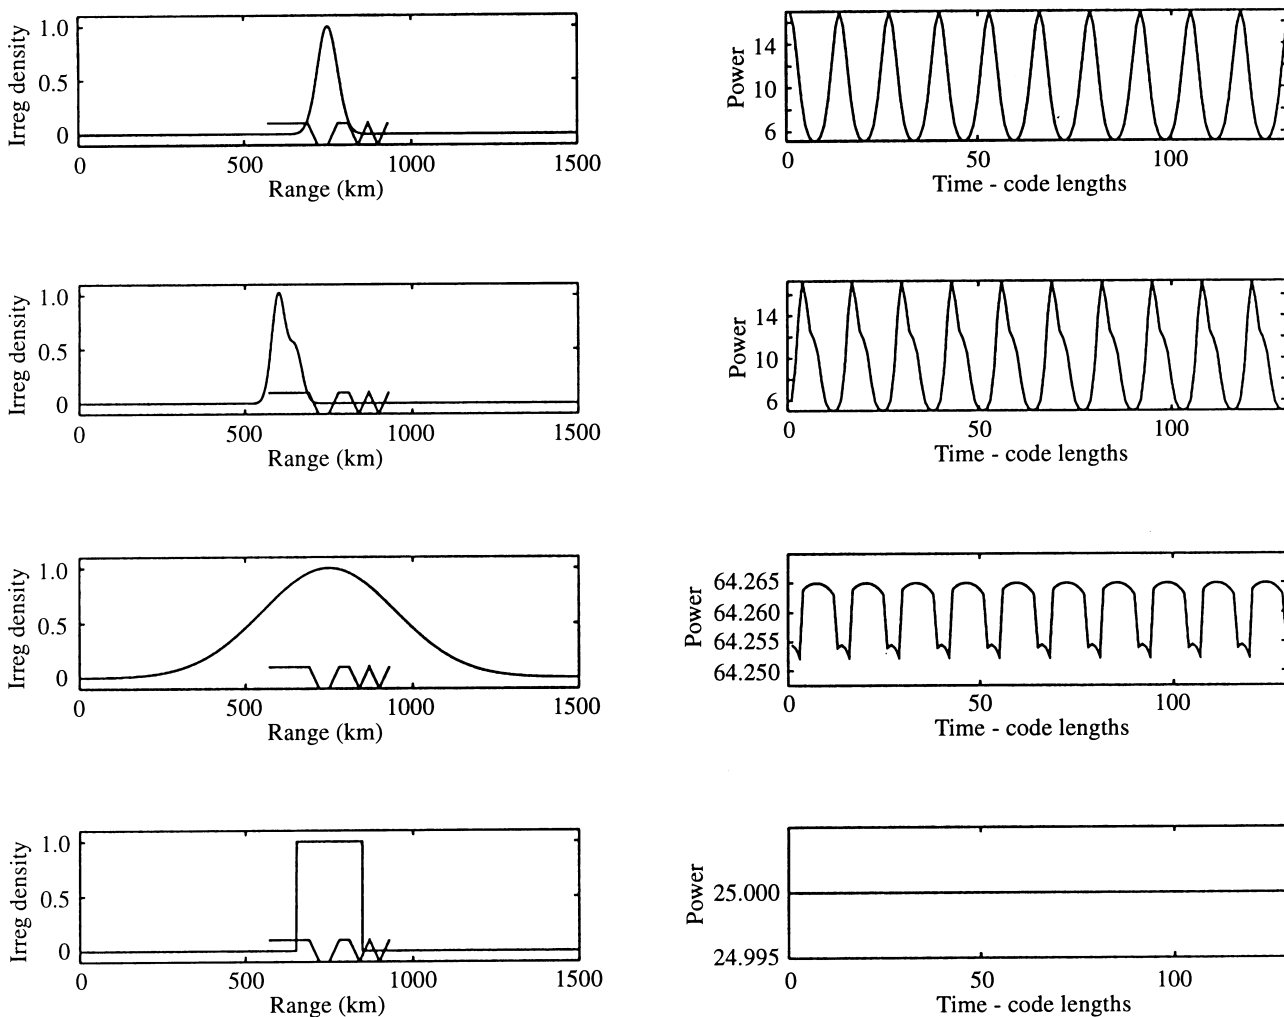 Irreg density
1.0
0.5
0
0 500 1000 1500
Range (km)
Power
14
10
6
0 50 100
Time - code lengths
Irreg density
1.0
0.5
0
0 500 1000 1500
Range (km)
Power
14
10
6
0 50 100
Time - code lengths
Irreg density
1.0
0.5
0
0 500 1000 1500
Range (km)
Power
64.265
64.260
64.255
64.250
0 50 100
Time - code lengths
Irreg density
1.0
0.5
0
0 500 1000 1500
Range (km)
Power
25.000
24.995
0 50 100
Time - code lengths